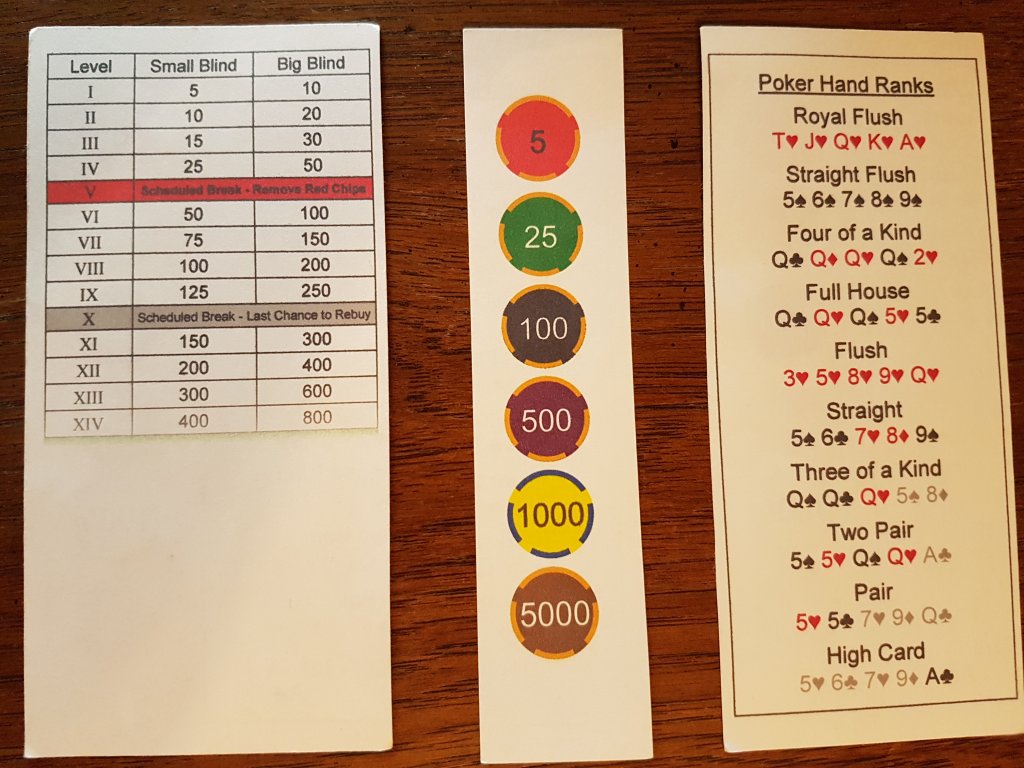 Level Small Blind Big Blind
I 5 10
II 10 20
III 15 30
IV 25 50
V Scheduled Break - Remove Red Chips
VI 50 100
VII 75 150
VIII 100 200
IX 125 250
X Scheduled Break - Last Chance to Rebuy
XI 150 300
XII 200 400
XIII 300 600
XIV 400 800
5
25
100
500
1000
5000
Poker Hand Ranks
Royal Flush
T♥ J♥ Q♥ K♥ A♥
Straight Flush
5♠ 6♠ 7♠ 8♠ 9♠
Four of a Kind
Q♣ Q♦ Q♥ Q♠ 2♥
Full House
Q♣ Q♥ Q♠ 5♥ 5♣
Flush
3♥ 5♥ 8♥ 9♥ Q♥
Straight
5♠ 6♣ 7♥ 8♦ 9♠
Three of a Kind
Q♠ Q♣ Q♥ 5♠ 8♦
Two Pair
5♠ 5♥ Q♠ Q♥ A♣
Pair
5♥ 5♣ 7♥ 9♦ Q♣
High Card
5♥ 6♣ 7♥ 9♦ A♣